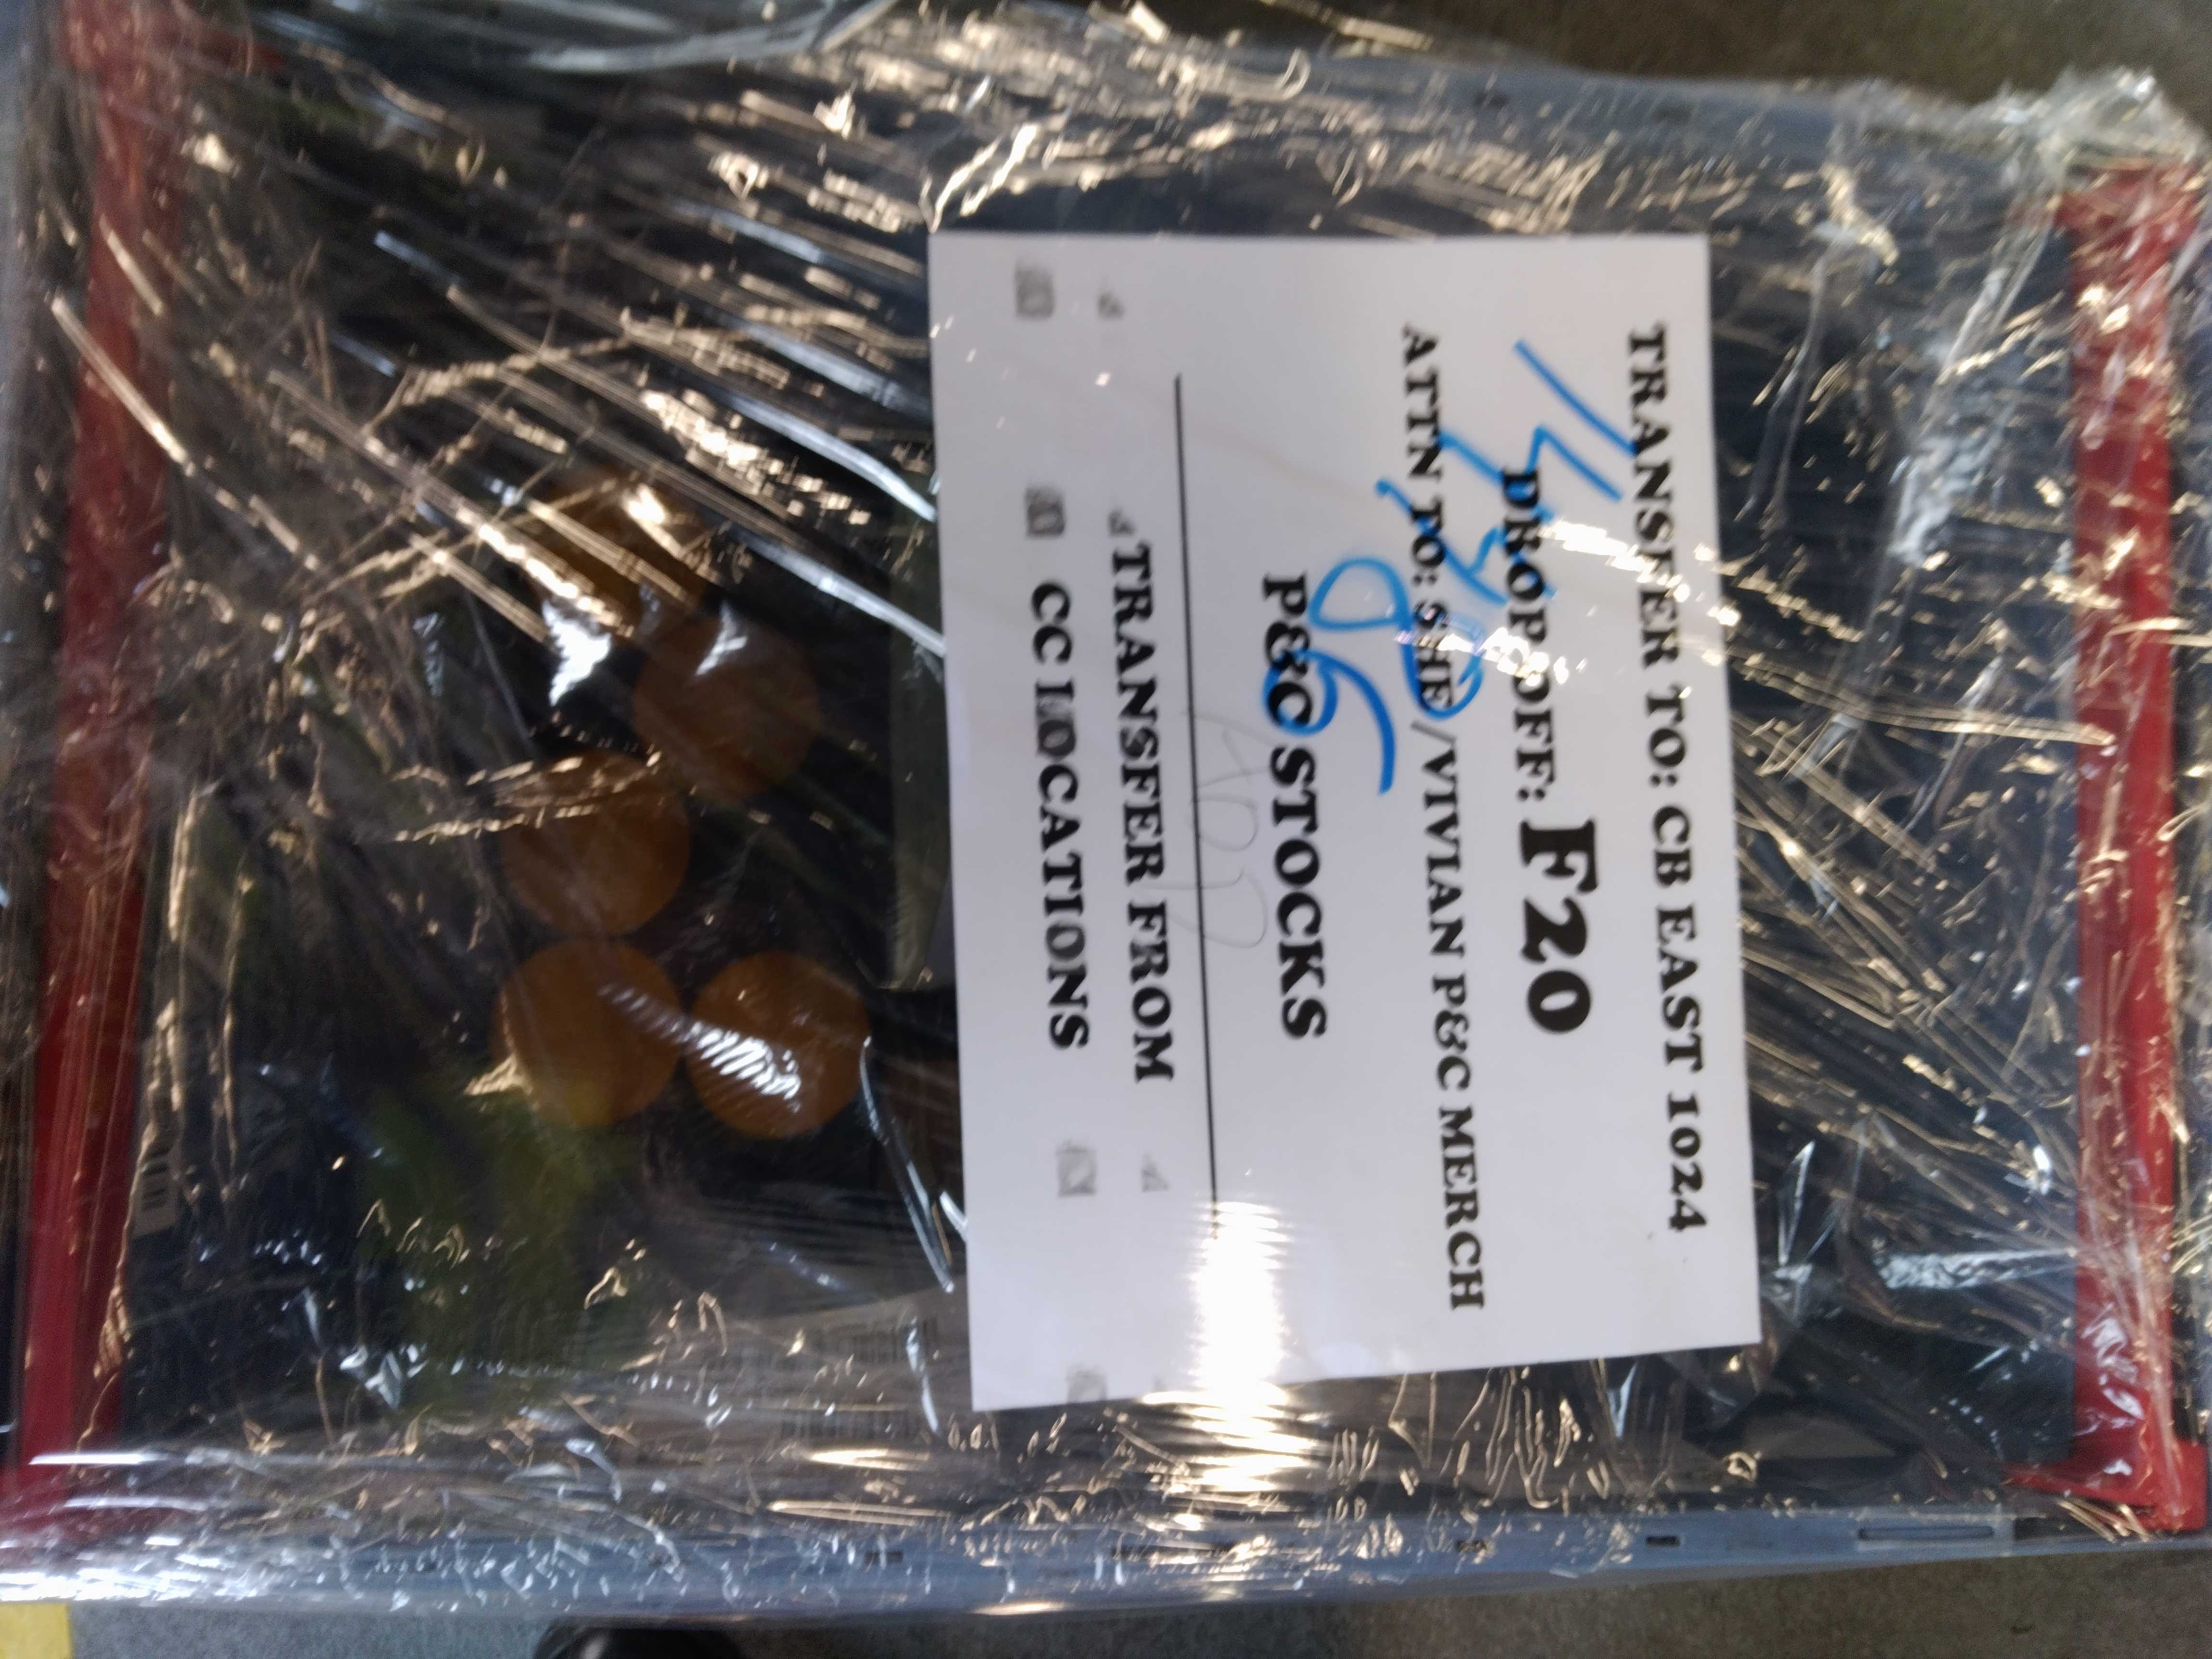 TRANSFER TO: CB EAST 1024
DROP OFF: F20
ATTN TO: SHE /VIVIAN P&C MERCH
P&C STOCKS
TRANSFER FROM
CC LOCATIONS